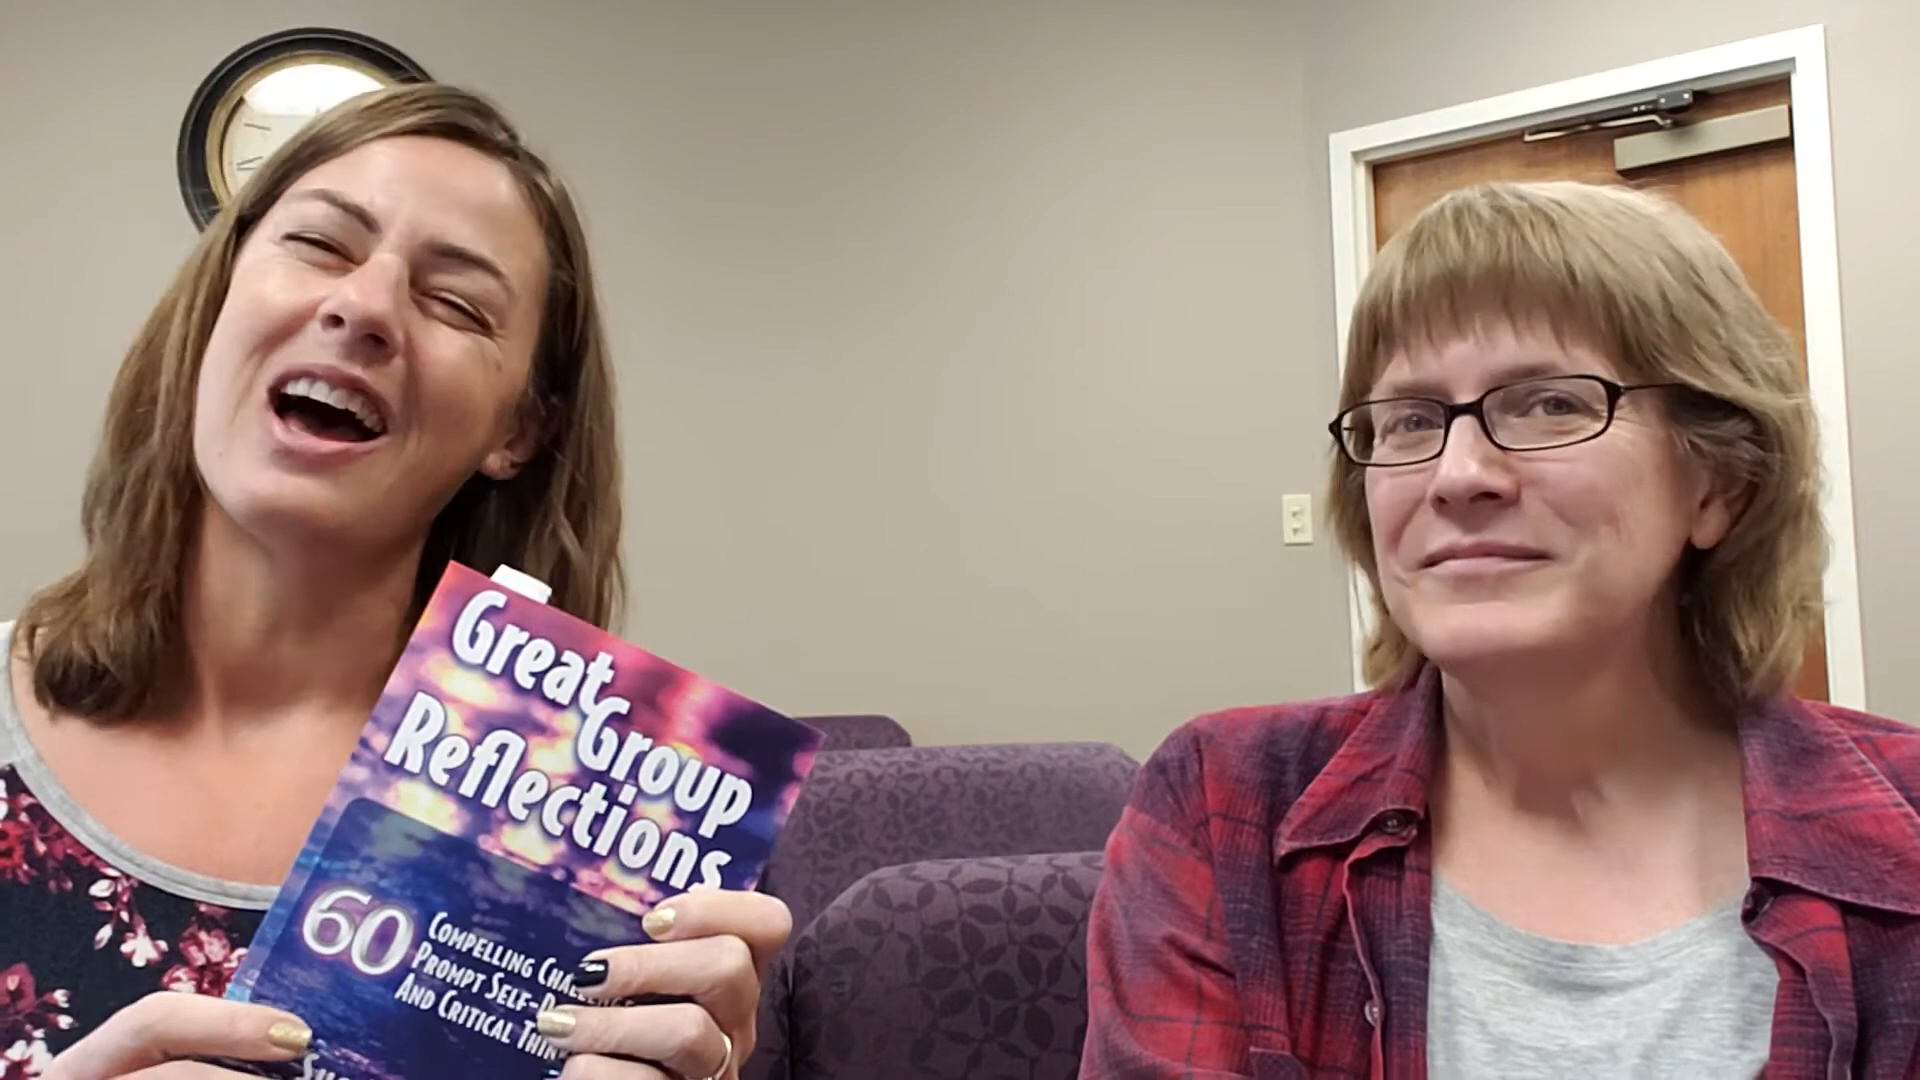 Great
Group
Reflections
60
Compelling
Prompt Self-
And Critical